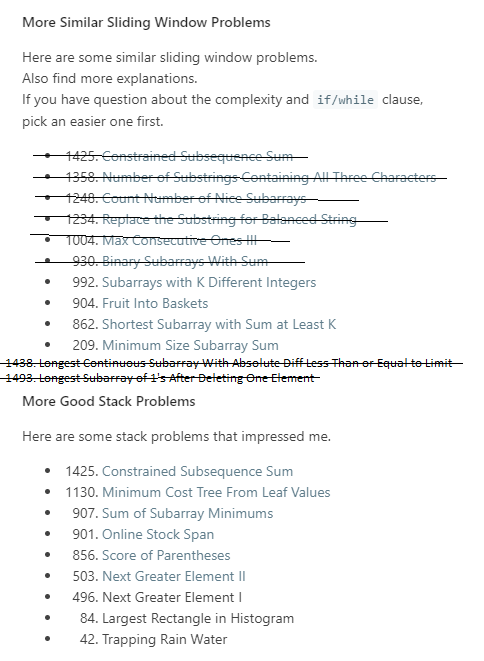 More Similar Sliding Window Problems
Here are some similar sliding window problems.
Also find more explanations.
If you have question about the complexity and if/while clause,
pick an easier one first.
• 1425. Constrained Subsequence Sum
• 1358. Number of Substrings Containing All Three Characters
• 1248. Count Number of Nice Subarrays
• 1234. Replace the Substring for Balanced String
• 1004. Max Consecutive Ones III
• 930. Binary Subarrays With Sum
• 992. Subarrays with K Different Integers
• 904. Fruit Into Baskets
• 862. Shortest Subarray with Sum at Least K
• 209. Minimum Size Subarray Sum
1438. Longest Continuous Subarray With Absolute Diff Less Than or Equal to Limit
1493. Longest Subarray of 1's After Deleting One Element
More Good Stack Problems
Here are some stack problems that impressed me.
• 1425. Constrained Subsequence Sum
• 1130. Minimum Cost Tree From Leaf Values
• 907. Sum of Subarray Minimums
• 901. Online Stock Span
• 856. Score of Parentheses
• 503. Next Greater Element II
• 496. Next Greater Element I
• 84. Largest Rectangle in Histogram
• 42. Trapping Rain Water